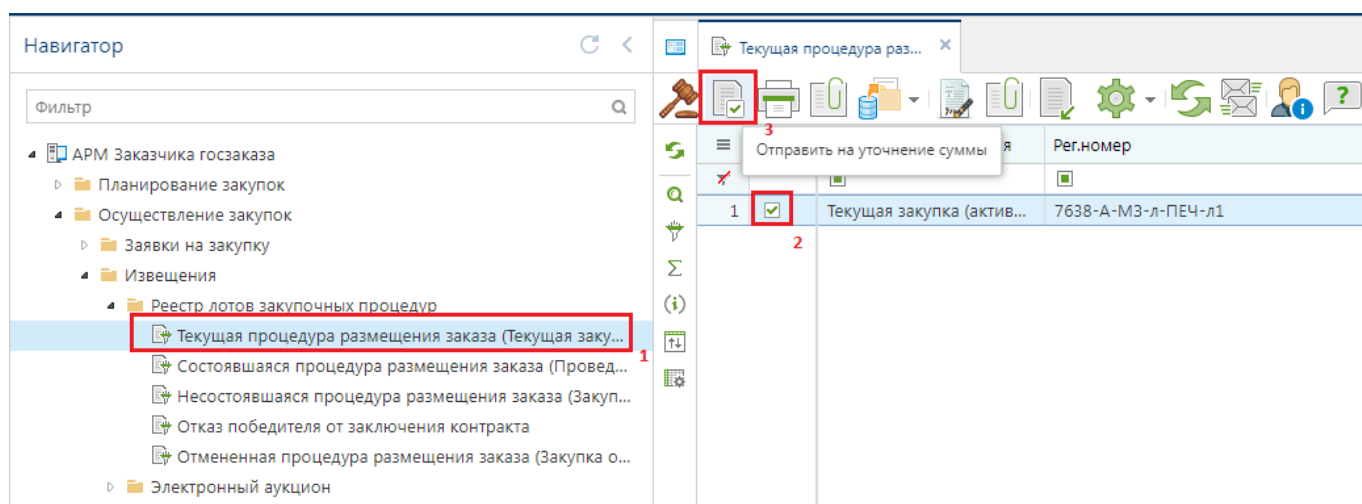 Навигатор
Текущая процедура раз...
Фильтр
3
Отправить на уточнение суммы
я
Рег.номер
АРМ Заказчика госзаказа
Планирование закупок
Осуществление закупок
1
Текущая закупка (актив...
7638-А-МЗ-л-ПЕЧ-л1
2
Заявки на закупку
Извещения
Реестр лотов закупочных процедур
Текущая процедура размещения заказа (Текущая заку...
1
Состоявшаяся процедура размещения заказа (Провед...
Несостоявшаяся процедура размещения заказа (Закуп...
Отказ победителя от заключения контракта
Отмененная процедура размещения заказа (Закупка о...
Электронный аукцион